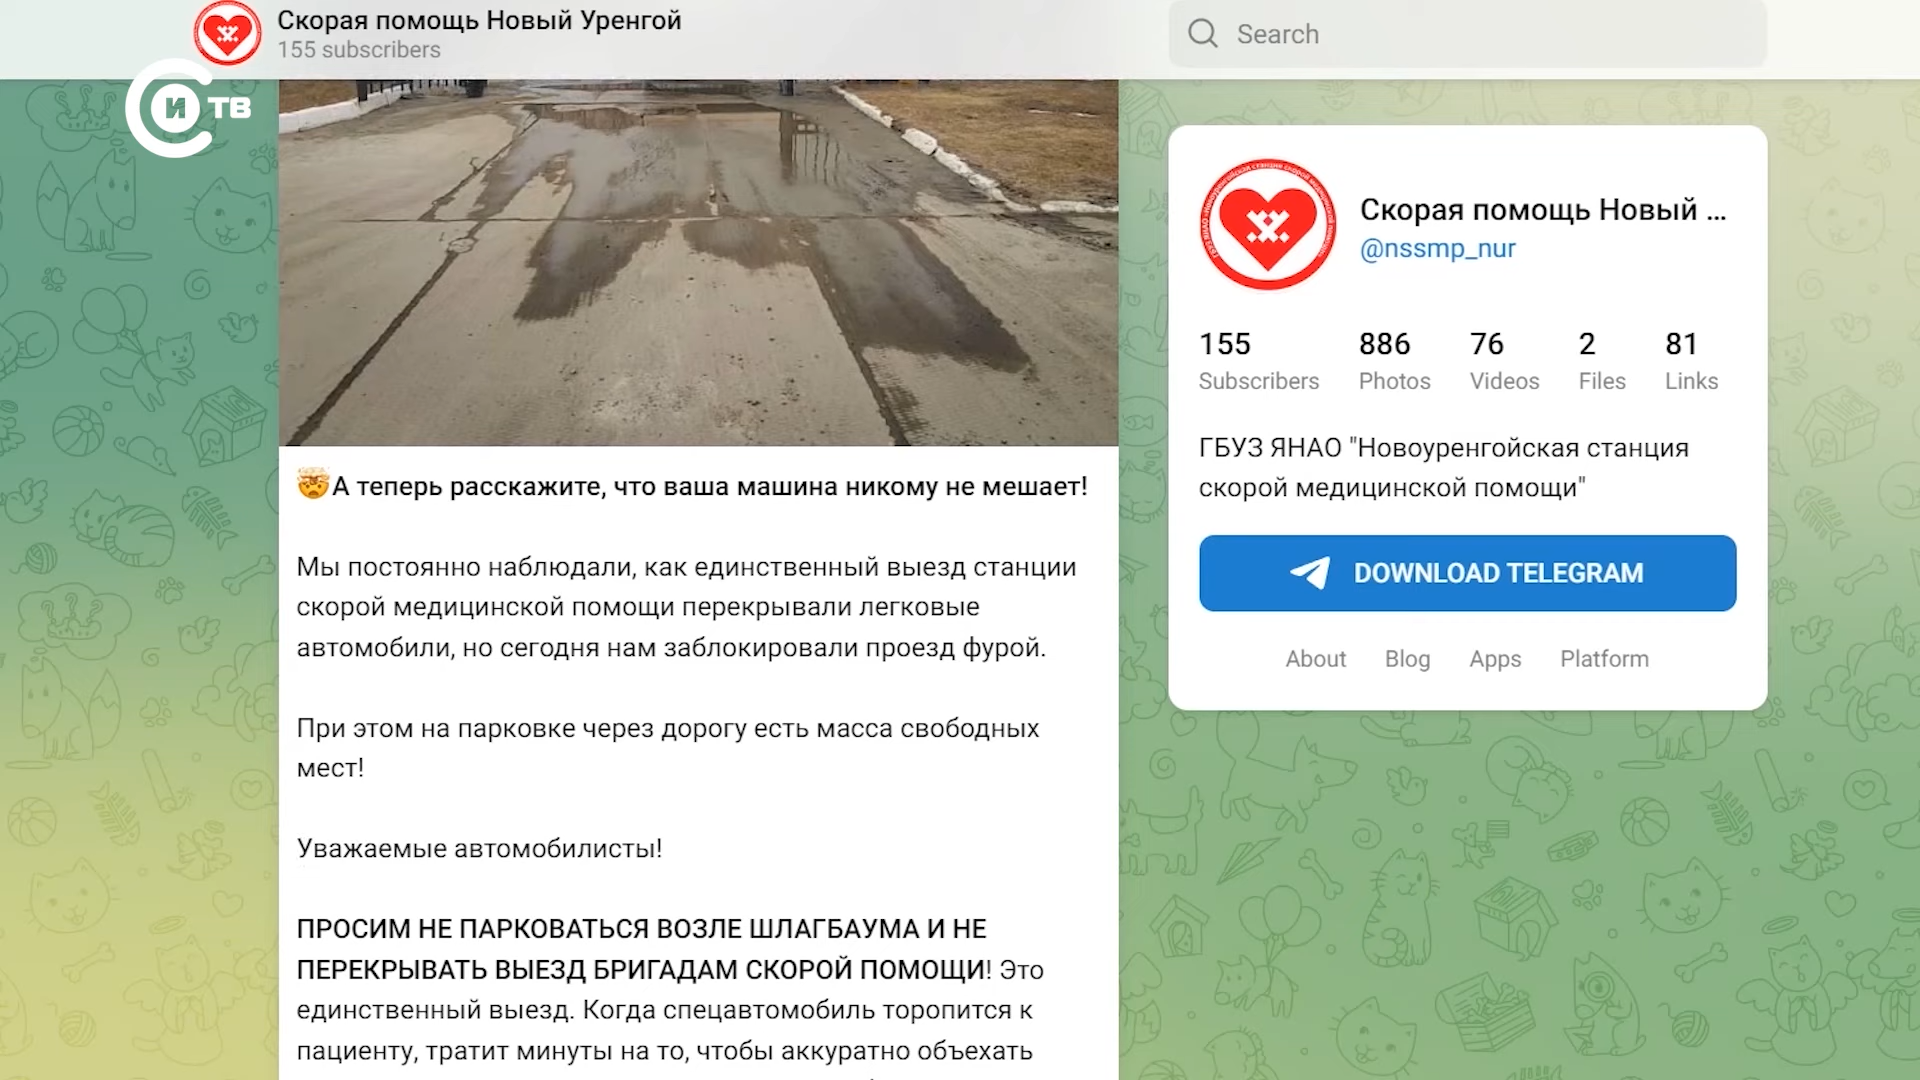 Скорая помощь Новый Уренгой
155 subscribers
Search
С И ТВ
Скорая помощь Новый ...
@nssmp_nur
155 886 76 2 81
Subscribers Photos Videos Files Links
ГБУЗ ЯНАО "Новоуренгойская станция
скорой медицинской помощи"
DOWNLOAD TELEGRAM
About Blog Apps Platform
🤯А теперь расскажите, что ваша машина никому не мешает!
Мы постоянно наблюдали, как единственный выезд станции
скорой медицинской помощи перекрывали легковые
автомобили, но сегодня нам заблокировали проезд фурой.
При этом на парковке через дорогу есть масса свободных
мест!
Уважаемые автомобилисты!
ПРОСИМ НЕ ПАРКОВАТЬСЯ ВОЗЛЕ ШЛАГБАУМА И НЕ
ПЕРЕКРЫВАТЬ ВЫЕЗД БРИГАДАМ СКОРОЙ ПОМОЩИ! Это
единственный выезд. Когда спецавтомобиль торопится к
пациенту, тратит минуты на то, чтобы аккуратно объехать